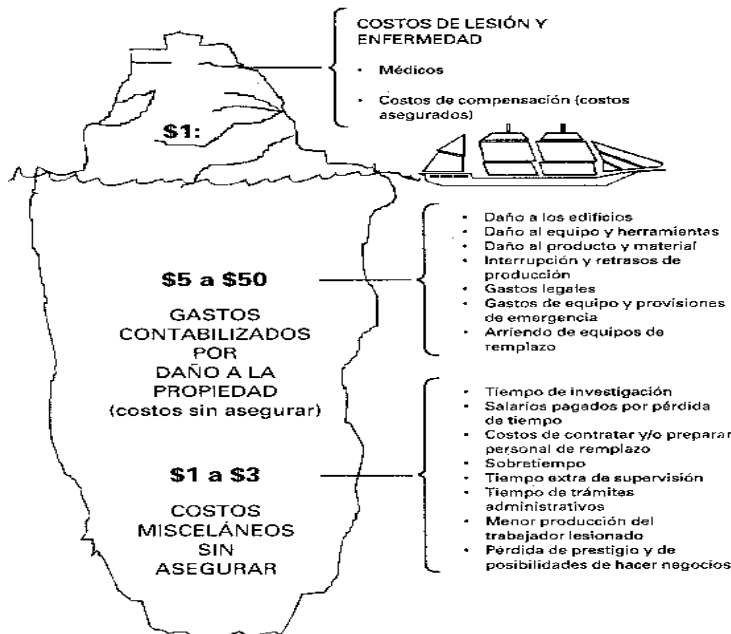 COSTOS DE LESIÓN Y
ENFERMEDAD
• Médicos
• Costos de compensación (costos
asegurados)
$1:
• Daño a los edificios
• Daño al equipo y herramientas
• Daño al producto y material
• Interrupción y retrasos de
producción
• Gastos legales
• Gastos de equipo y provisiones
de emergencia
• Arriendo de equipos de
remplazo
$5 a $50
GASTOS
CONTABILIZADOS
POR
DAÑO A LA
PROPIEDAD
(costos sin asegurar)
• Tiempo de investigación
• Salarios pagados por pérdida
de tiempo
• Costos de contratar y/o preparar
personal de remplazo
• Sobretiempo
• Tiempo extra de supervisión
• Tiempo de trámites
administrativos
• Menor producción del
trabajador lesionado
• Pérdida de prestigio y de
posibilidades de hacer negocios
$1 a $3
COSTOS
MISCELÁNEOS
SIN
ASEGURAR